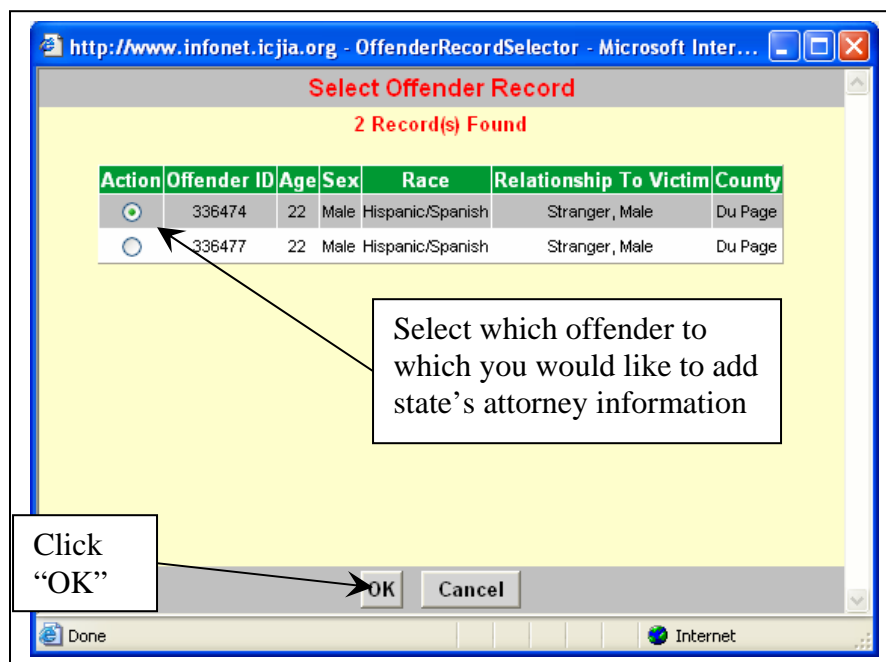 http://www.infonet.icjia.org - OffenderRecordSelector - Microsoft Inter...
Select Offender Record
2 Record(s) Found
Action Offender ID Age Sex Race Relationship To Victim County
336474 22 Male Hispanic/Spanish Stranger, Male Du Page
336477 22 Male Hispanic/Spanish Stranger, Male Du Page
Select which offender to
which you would like to add
state’s attorney information
Click
“OK”
OK Cancel
Done Internet